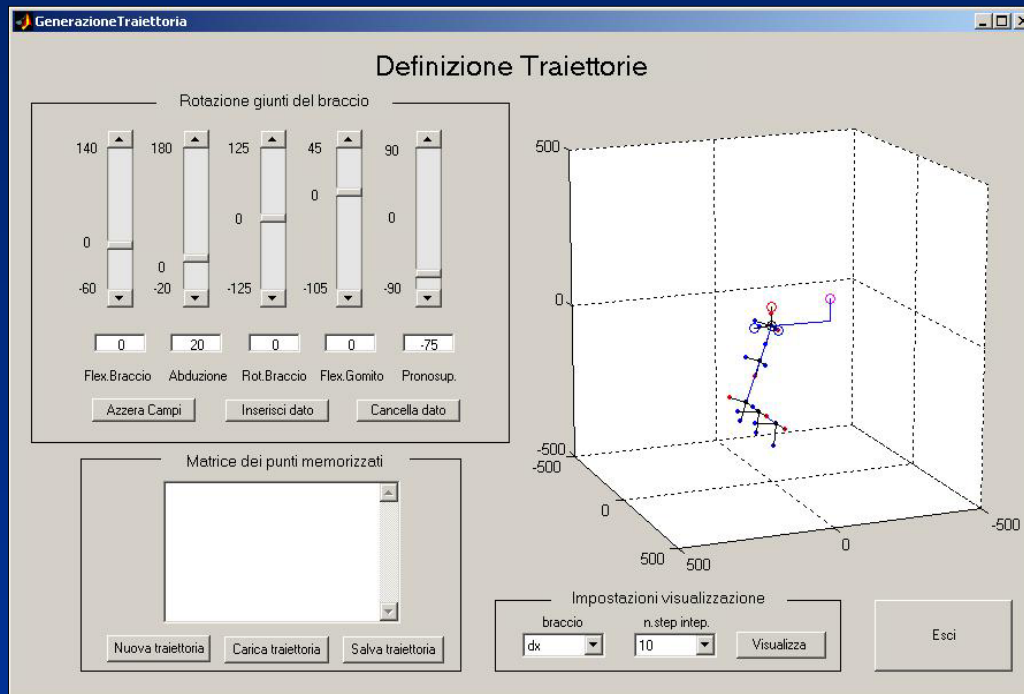 GenerazioneTraiettoria
Definizione Traiettorie
Rotazione giunti del braccio
140 180 125 45 90
0 0 0 0 0
-60 -20 -125 -105 -90
0 20 0 0 -75
Flex.Braccio Abduzione Rot.Braccio Flex.Gomito Pronosup.
Azzera Campi Inserisci dato Cancella dato
500
0
-500
-500
0
500
500
0
-500
Matrice dei punti memorizzati
Nuova traiettoria Carica traiettoria Salva traiettoria
Impostazioni visualizzazione
braccio n.step intep.
dx 10 Visualizza
Esci